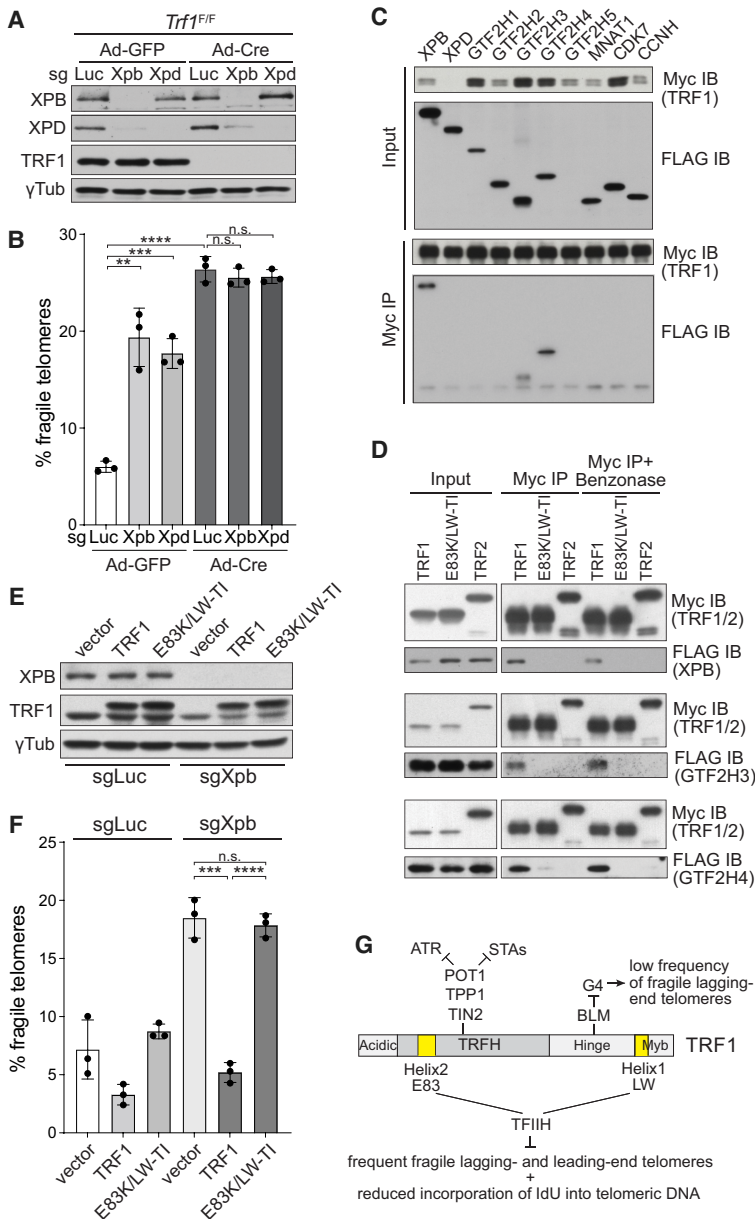 A
Trf1F/F
Ad-GFP Ad-Cre
sg Luc Xpb Xpd Luc Xpb Xpd
XPB
XPD
TRF1
γTub
B
% fragile telomeres
30
20
10
0
**
***
****
n.s.
n.s.
sg Luc Xpb Xpd Luc Xpb Xpd
Ad-GFP Ad-Cre
C
XPB XPD GTF2H1 GTF2H2 GTF2H3 GTF2H4 GTF2H5 MNAT1 CDK7 CCNH
Input
Myc IB
(TRF1)
FLAG IB
Myc IP
Myc IB
(TRF1)
FLAG IB
D
Input Myc IP Myc IP+
Benzonase
TRF1 E83K/LW-TI TRF2 TRF1 E83K/LW-TI TRF2 TRF1 E83K/LW-TI TRF2
Myc IB
(TRF1/2)
FLAG IB
(XPB)
Myc IB
(TRF1/2)
FLAG IB
(GTF2H3)
Myc IB
(TRF1/2)
FLAG IB
(GTF2H4)
E
vector TRF1 E83K/LW-TI vector TRF1 E83K/LW-TI
XPB
TRF1
γTub
sgLuc sgXpb
F
sgLuc sgXpb
% fragile telomeres
25
20
15
10
5
0
n.s.
*** ****
vector TRF1 E83K/LW-TI vector TRF1 E83K/LW-TI
G
ATR STAs
POT1
TPP1
TIN2
G4 low frequency
of fragile lagging-
end telomeres
BLM
Acidic TRFH Hinge Myb TRF1
Helix2
E83
Helix1
LW
TFIIH
frequent fragile lagging- and leading-end telomeres
+
reduced incorporation of IdU into telomeric DNA